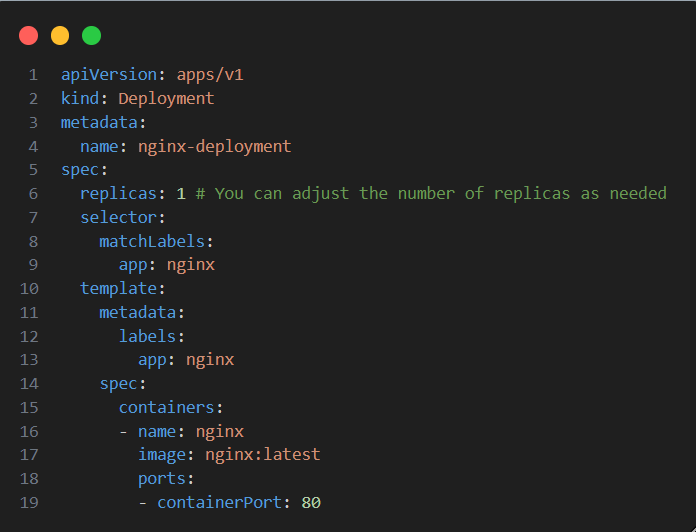 1 apiVersion: apps/v1
2 kind: Deployment
3 metadata:
4   name: nginx-deployment
5 spec:
6   replicas: 1 # You can adjust the number of replicas as needed
7   selector:
8     matchLabels:
9       app: nginx
10   template:
11     metadata:
12       labels:
13         app: nginx
14     spec:
15       containers:
16       - name: nginx
17         image: nginx:latest
18         ports:
19         - containerPort: 80